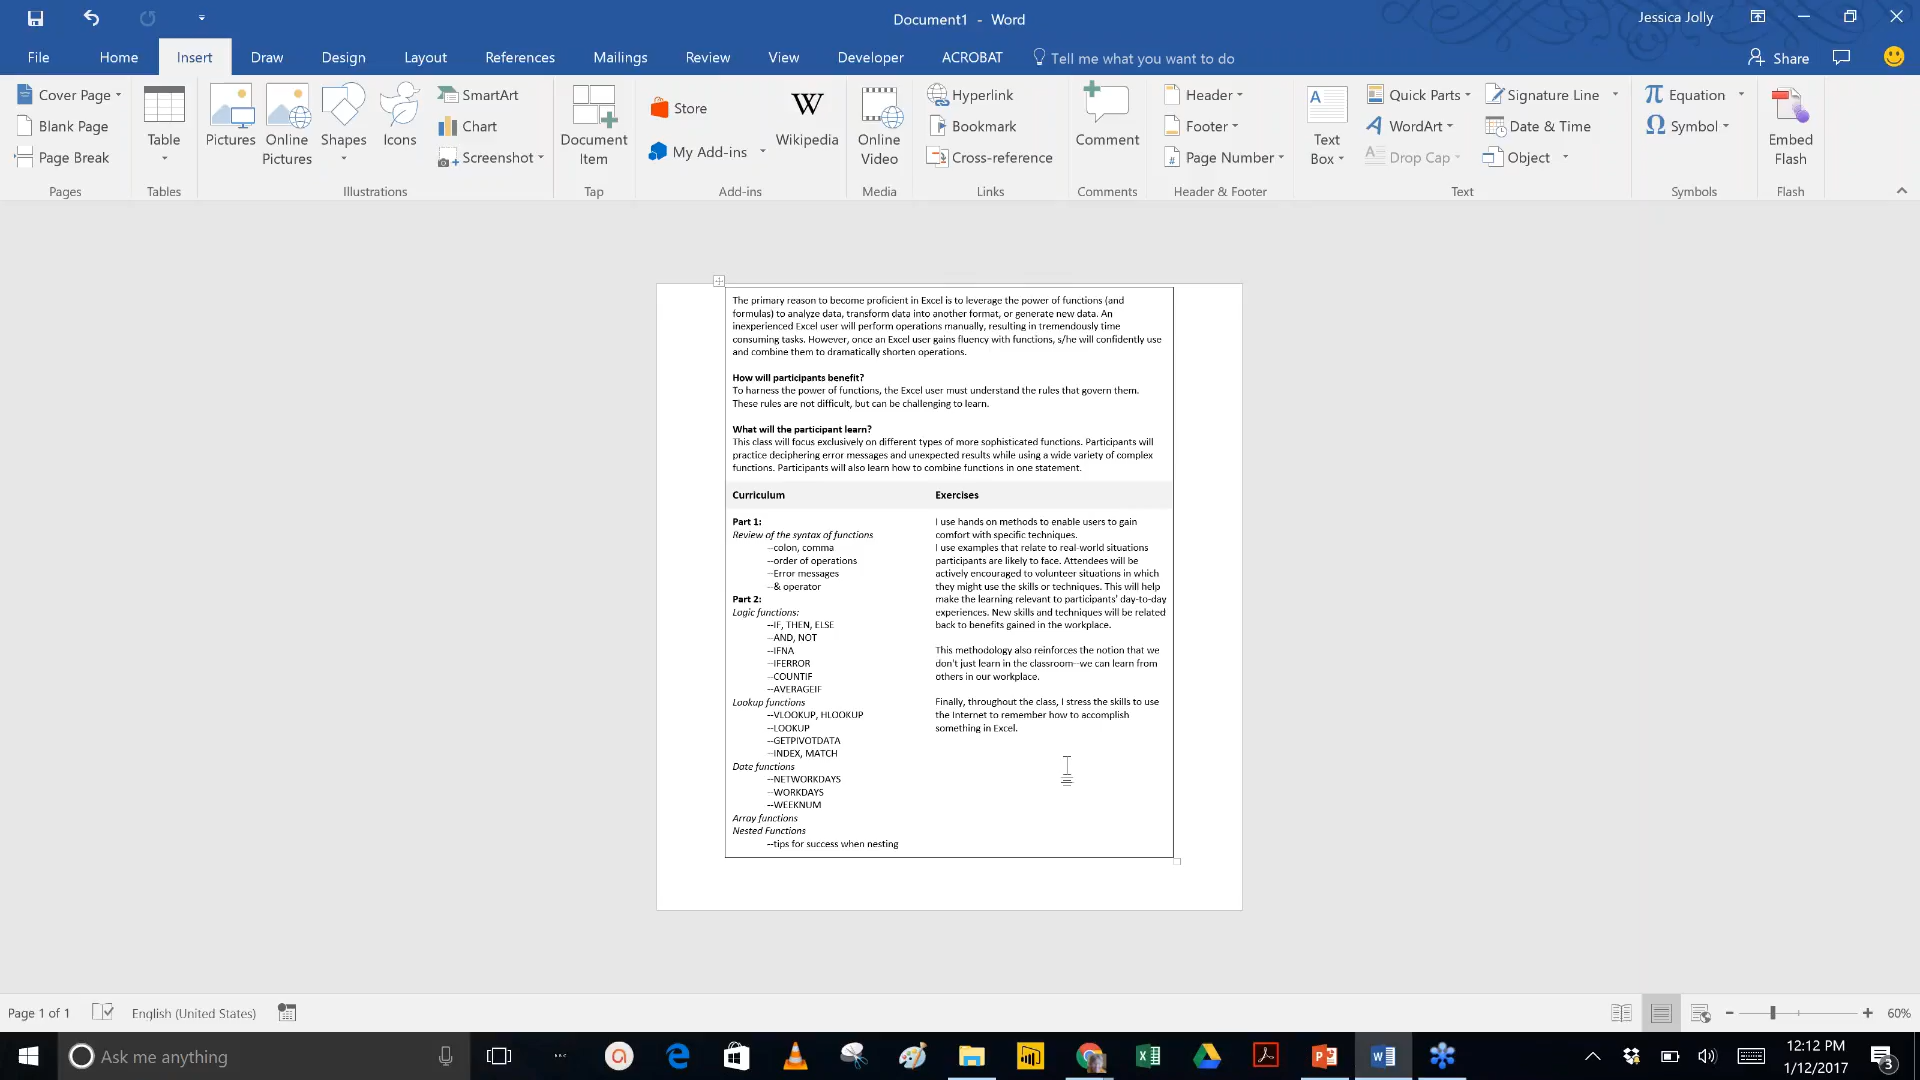 Document1 - Word
Jessica Jolly
File Home Insert Draw Design Layout References Mailings Review View Developer ACROBAT Tell me what you want to do Share
Cover Page
Blank Page
Page Break
Pages
Table
Tables
Pictures
Online Pictures
Shapes
Icons
SmartArt
Chart
Screenshot
Illustrations
Document Item
Tap
Store
My Add-ins
W
Wikipedia
Add-ins
Online Video
Media
Hyperlink
Bookmark
Cross-reference
Links
Comment
Comments
Header
Footer
Page Number
Header & Footer
Text Box
Quick Parts
WordArt
Drop Cap
Signature Line
Date & Time
Object
Text
π Equation
Ω Symbol
Symbols
Embed Flash
Flash
The primary reason to become proficient in Excel is to leverage the power of functions (and
formulas) to analyze data, transform data into another format, or generate new data. An
inexperienced Excel user will perform operations manually, resulting in tremendously time
consuming tasks. However, once an Excel user gains fluency with functions, s/he will confidently use
and combine them to dramatically shorten operations.
How will participants benefit?
To harness the power of functions, the Excel user must understand the rules that govern them.
These rules are not difficult, but can be challenging to learn.
What will the participant learn?
This class will focus exclusively on different types of more sophisticated functions. Participants will
practice deciphering error messages and unexpected results while using a wide variety of complex
functions. Participants will also learn how to combine functions in one statement.
Curriculum
Part 1:
Review of the syntax of functions
--colon, comma
--order of operations
--Error messages
--& operator
Part 2:
Logic functions:
--IF, THEN, ELSE
--AND, NOT
--IFNA
--IFERROR
--COUNTIF
--AVERAGEIF
Lookup functions
--VLOOKUP, HLOOKUP
--LOOKUP
--GETPIVOTDATA
--INDEX, MATCH
Date functions
--NETWORKDAYS
--WORKDAYS
--WEEKNUM
Array functions
Nested Functions
--tips for success when nesting
Exercises
I use hands on methods to enable users to gain
comfort with specific techniques.
I use examples that relate to real-world situations
participants are likely to face. Attendees will be
actively encouraged to volunteer situations in which
they might use the skills or techniques. This will help
make the learning relevant to participants' day-to-day
experiences. New skills and techniques will be related
back to benefits gained in the workplace.
This methodology also reinforces the notion that we
don't just learn in the classroom--we can learn from
others in our workplace.
Finally, throughout the class, I stress the skills to use
the Internet to remember how to accomplish
something in Excel.
Page 1 of 1
English (United States)
60%
Ask me anything
12:12 PM
1/12/2017
3